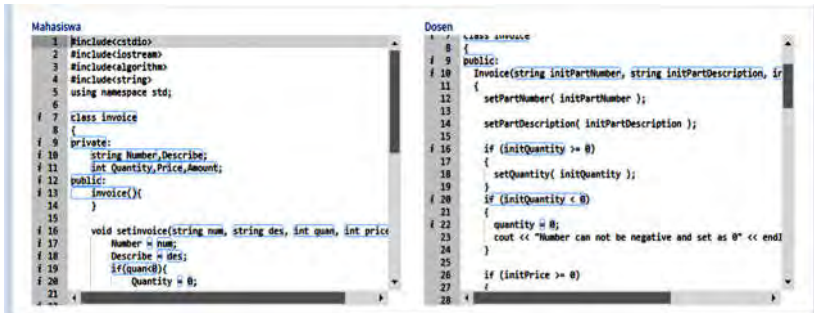 Mahasiswa
1 #include<cstdio>
2 #include<iostream>
3 #include<algorithm>
4 #include<string>
5 using namespace std;
6
i 7 class invoice
8 {
i 9 private:
i 10 string Number,Describe;
i 11 int Quantity,Price,Amount;
i 12 public:
i 13 invoice(){
14 }
15
i 16 void setinvoice(string num, string des, int quan, int price
i 17 Number = num;
i 18 Describe = des;
i 19 if(quan<0){
i 20 Quantity = 0;
21
Dosen
i 7 class invoice
8 {
i 9 public:
i 10 Invoice(string initPartNumber, string initPartDescription, ir
11 {
12 setPartNumber( initPartNumber );
13
14 setPartDescription( initPartDescription );
15
i 16 if (initQuantity >= 0)
17 {
18 setQuantity( initQuantity );
19 }
i 20 if (initQuantity < 0)
21 {
i 22 quantity = 0;
23 cout << "Number can not be negative and set as 0" << endl
24 }
25
26 if (initPrice >= 0)
27 {
28